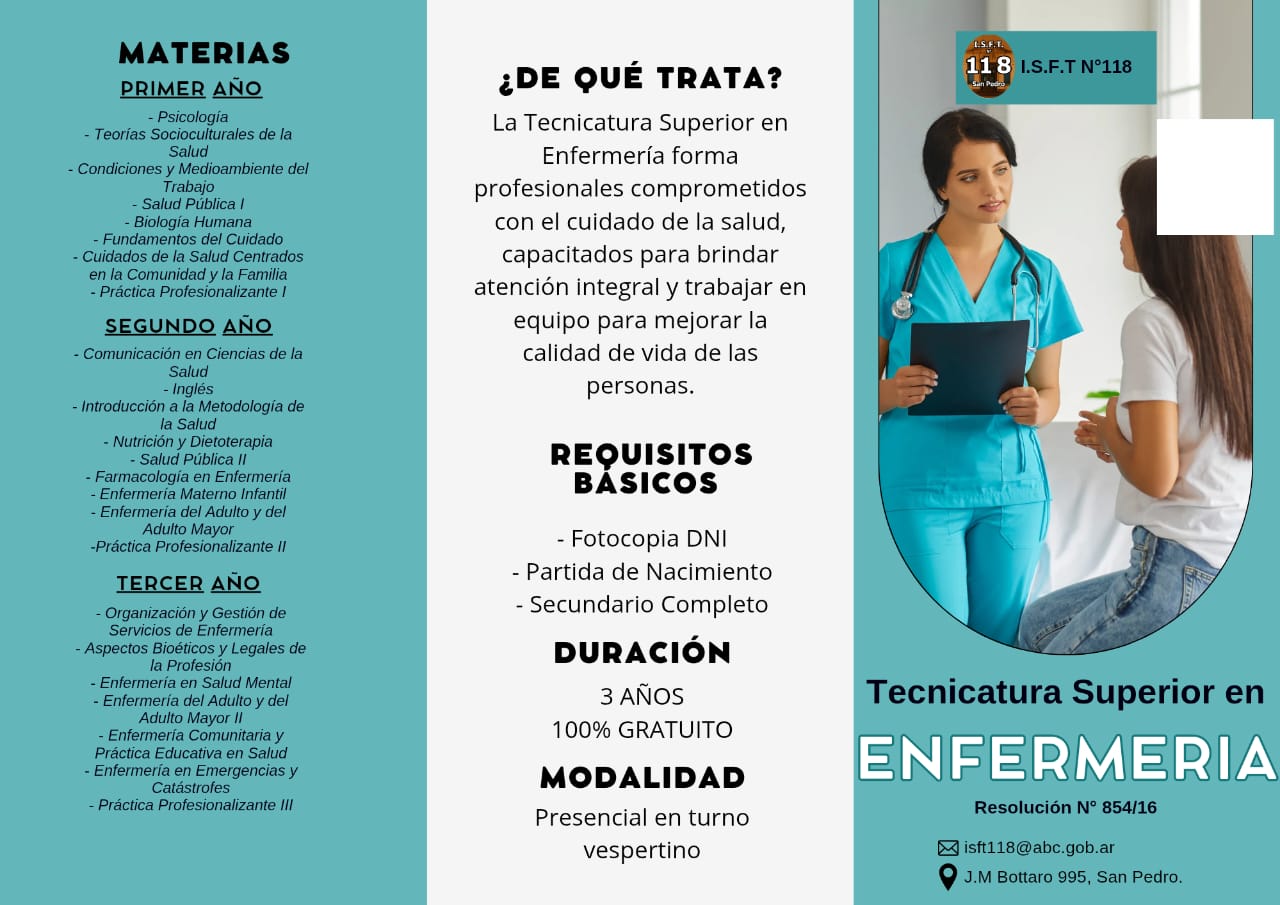 MATERIAS
PRIMER AÑO
- Psicología
- Teorías Socioculturales de la
Salud
- Condiciones y Medioambiente del
Trabajo
- Salud Pública I
- Biología Humana
- Fundamentos del Cuidado
- Cuidados de la Salud Centrados
en la Comunidad y la Familia
- Práctica Profesionalizante I
SEGUNDO AÑO
- Comunicación en Ciencias de la
Salud
- Inglés
- Introducción a la Metodología de
la Salud
- Nutrición y Dietoterapia
- Salud Pública II
- Farmacología en Enfermería
- Enfermería Materno Infantil
- Enfermería del Adulto y del
Adulto Mayor
-Práctica Profesionalizante II
TERCER AÑO
- Organización y Gestión de
Servicios de Enfermería
- Aspectos Bioéticos y Legales de
la Profesión
- Enfermería en Salud Mental
- Enfermería del Adulto y del
Adulto Mayor II
- Enfermería Comunitaria y
Práctica Educativa en Salud
- Enfermería en Emergencias y
Catástrofes
- Práctica Profesionalizante III
¿DE QUÉ TRATA?
La Tecnicatura Superior en
Enfermería forma
profesionales comprometidos
con el cuidado de la salud,
capacitados para brindar
atención integral y trabajar en
equipo para mejorar la
calidad de vida de las
personas.
REQUISITOS
BÁSICOS
- Fotocopia DNI
- Partida de Nacimiento
- Secundario Completo
DURACIÓN
3 AÑOS
100% GRATUITO
MODALIDAD
Presencial en turno
vespertino
I.S.F.T.
N°
118
San Pedro
I.S.F.T N°118
Tecnicatura Superior en
ENFERMERIA
Resolución N° 854/16
isft118@abc.gob.ar
J.M Bottaro 995, San Pedro.